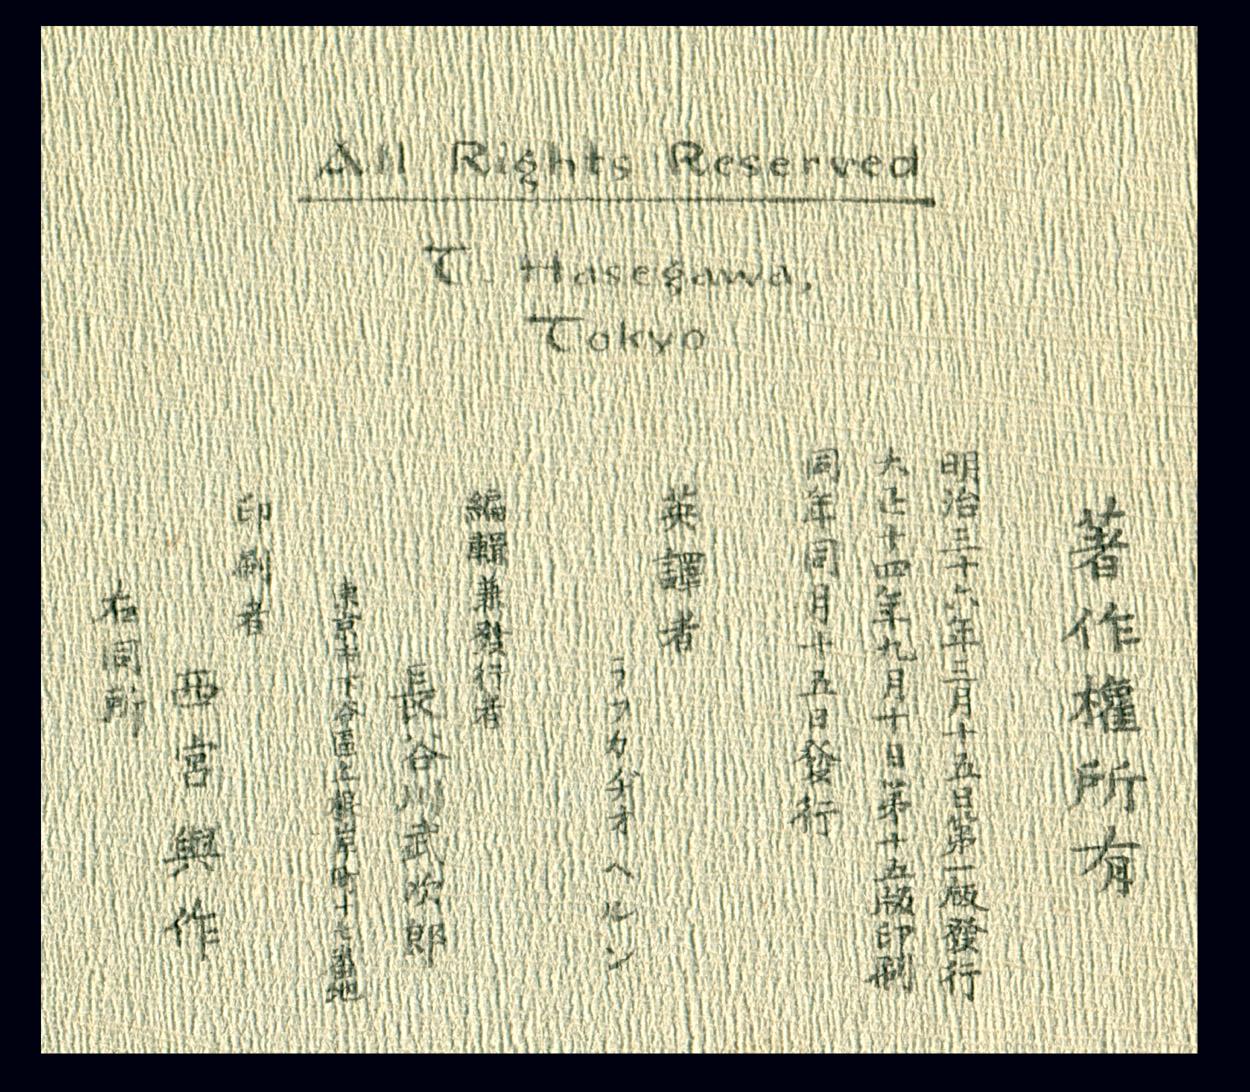 All Rights Reserved
T. Hasegawa,
Tokyo
著作權所有
明治三十六年三月十五日第一版發行
大正十四年九月十日第十五版印刷
同年同月十五日發行
英譯者
ラフカヂオ ヘルン
編輯兼發行者
長谷川武次郎
東京市下谷區上根岸町十七番地
印刷者
西宮與作
右同所